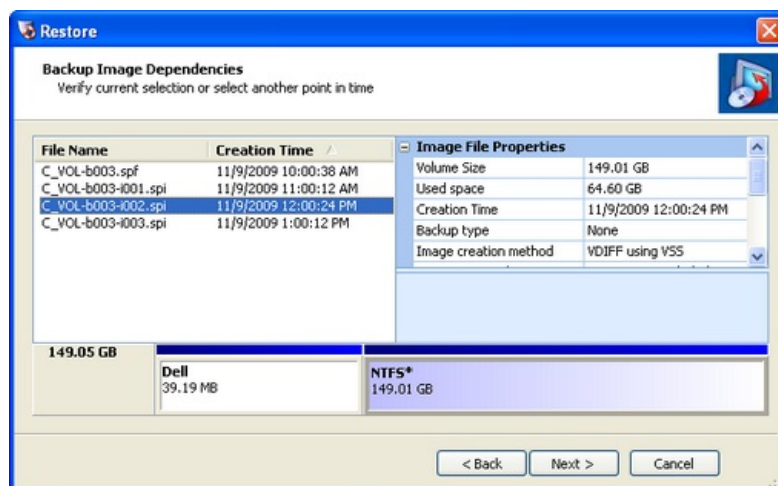 Restore
Backup Image Dependencies
Verify current selection or select another point in time
File Name Creation Time
C_VOL-b003.spf 11/9/2009 10:00:38 AM
C_VOL-b003-i001.spi 11/9/2009 11:00:12 AM
C_VOL-b003-i002.spi 11/9/2009 12:00:24 PM
C_VOL-b003-i003.spi 11/9/2009 1:00:12 PM
Image File Properties
Volume Size 149.01 GB
Used space 64.60 GB
Creation Time 11/9/2009 12:00:24 PM
Backup type None
Image creation method VDIFF using VSS
149.05 GB
Dell
39.19 MB
NTFS*
149.01 GB
< Back Next > Cancel